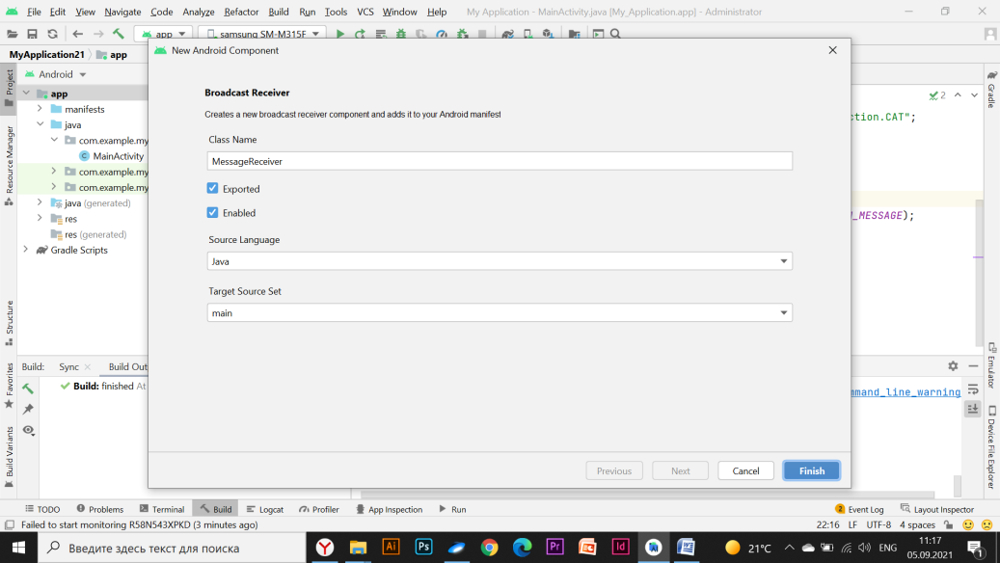 File Edit View Navigate Code Analyze Refactor Build Run Tools VCS Window Help My Application - MainActivity.java [My_Application.app] - Administrator
app samsung SM-M315F
MyApplication21 app
New Android Component
Project
Android
Gradle
Broadcast Receiver
app
2
manifests
Creates a new broadcast receiver component and adds it to your Android manifest
ction.CAT";
java
Class Name
com.example.my
MainActivity
MessageReceiver
com.example.my
Resource Manager
com.example.my
Exported
java (generated)
Enabled
res
_MESSAGE);
res (generated)
Source Language
Gradle Scripts
Java
Target Source Set
main
Structure
Build: Sync Build Out
Emulator
Favorites
Build: finished At
mmand_line_warning
Build Variants
Device File Explorer
Previous Next Cancel Finish
TODO Problems Terminal Build Logcat Profiler App Inspection Run 2 Event Log Layout Inspector
Failed to start monitoring R58N543XPKD (3 minutes ago) 22:16 LF UTF-8 4 spaces
Введите здесь текст для поиска Ai Ps Pr Id 21°C ENG 11:17
05.09.2021 1